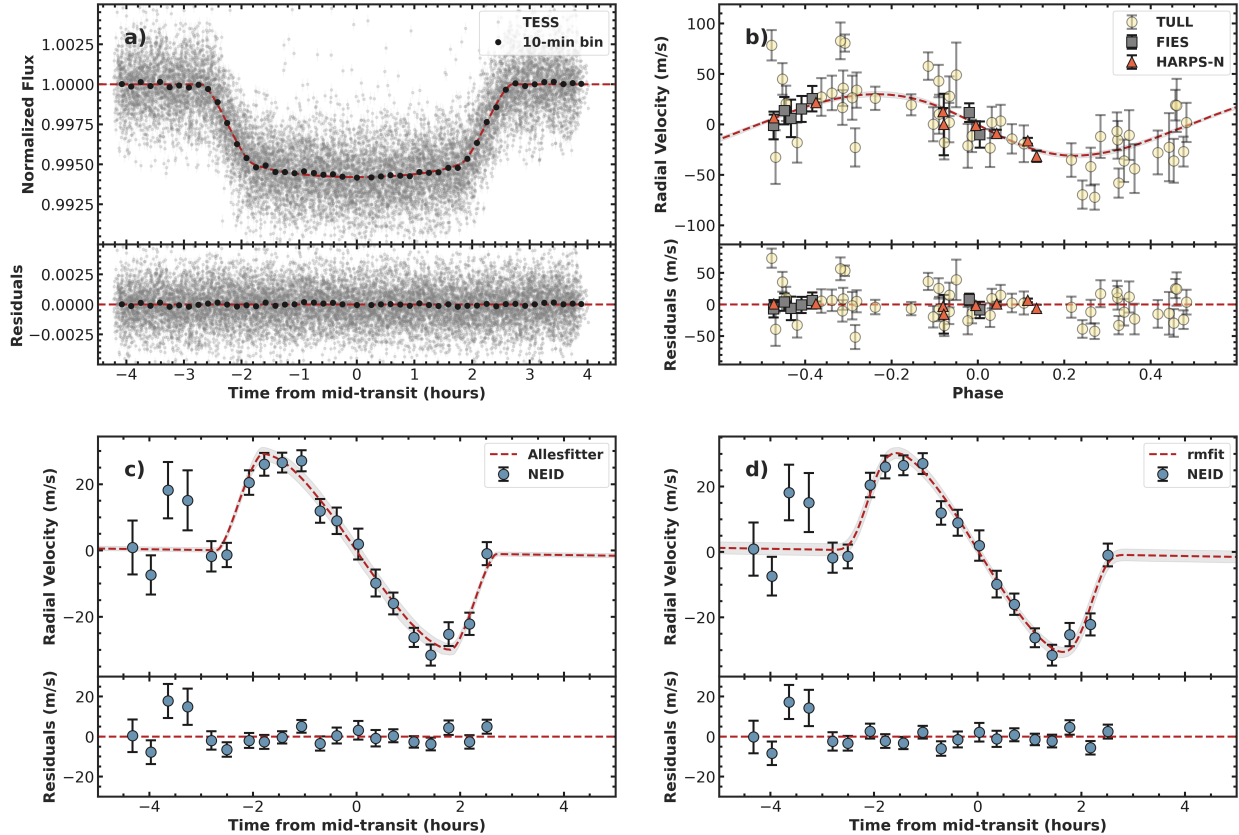 a)
TESS
10-min bin
1.0025
1.0000
0.9975
0.9950
0.9925
Normalized Flux
0.0025
0.0000
−0.0025
Residuals
−4 −3 −2 −1 0 1 2 3 4
Time from mid-transit (hours)
b)
TULL
FIES
HARPS-N
100
50
0
−50
−100
Radial Velocity (m/s)
50
0
−50
Residuals (m/s)
−0.4 −0.2 0.0 0.2 0.4
Phase
c)
Allesfitter
NEID
20
0
−20
Radial Velocity (m/s)
20
0
−20
Residuals (m/s)
−4 −2 0 2 4
Time from mid-transit (hours)
d)
rmfit
NEID
20
0
−20
Radial Velocity (m/s)
20
0
−20
Residuals (m/s)
−4 −2 0 2 4
Time from mid-transit (hours)